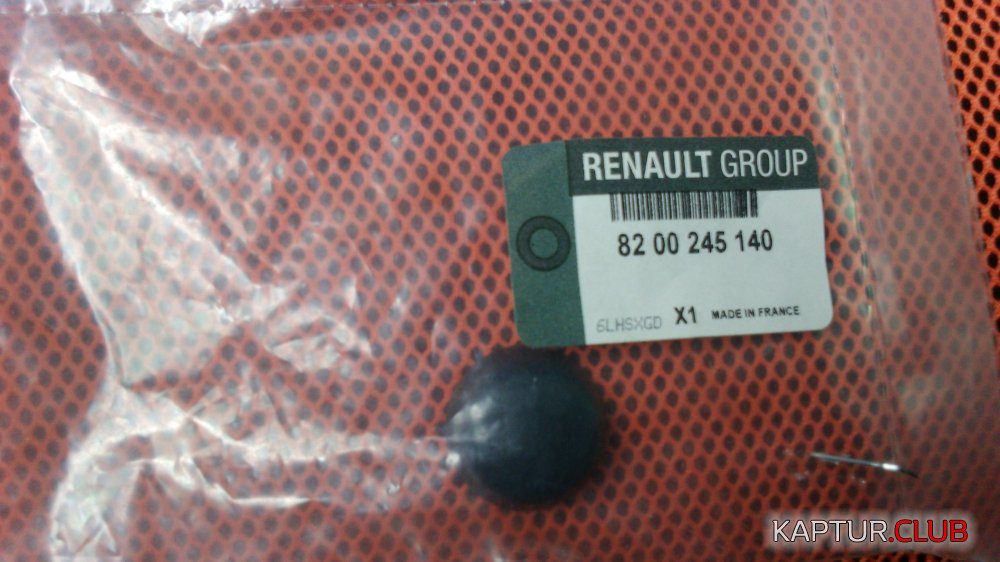 RENAULT GROUP
82 00 245 140
6LHSXGD X1 MADE IN FRANCE
KAPTUR.CLUB